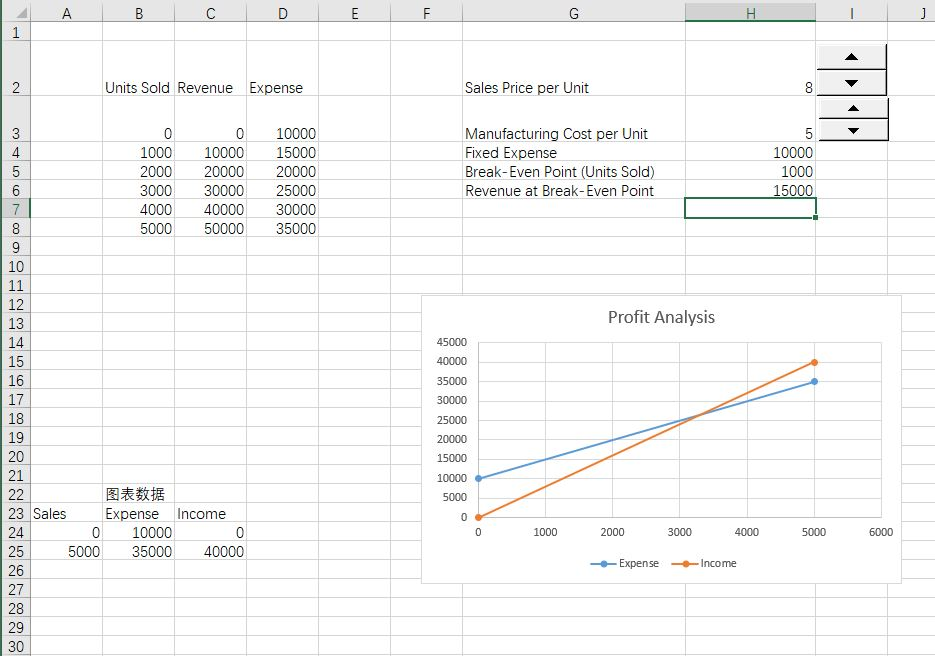 A B C D E F G H I J
1
2 Units Sold Revenue Expense Sales Price per Unit 8
3 0 0 10000 Manufacturing Cost per Unit 5
4 1000 10000 15000 Fixed Expense 10000
5 2000 20000 20000 Break-Even Point (Units Sold) 1000
6 3000 30000 25000 Revenue at Break-Even Point 15000
7 4000 40000 30000
8 5000 50000 35000
9
10
11
12
13
14
15
16
17
18
19
20
21
22 图表数据
23 Sales Expense Income
24 0 10000 0
25 5000 35000 40000
26
27
28
29
30
Profit Analysis
45000
40000
35000
30000
25000
20000
15000
10000
5000
0
0 1000 2000 3000 4000 5000 6000
Expense Income